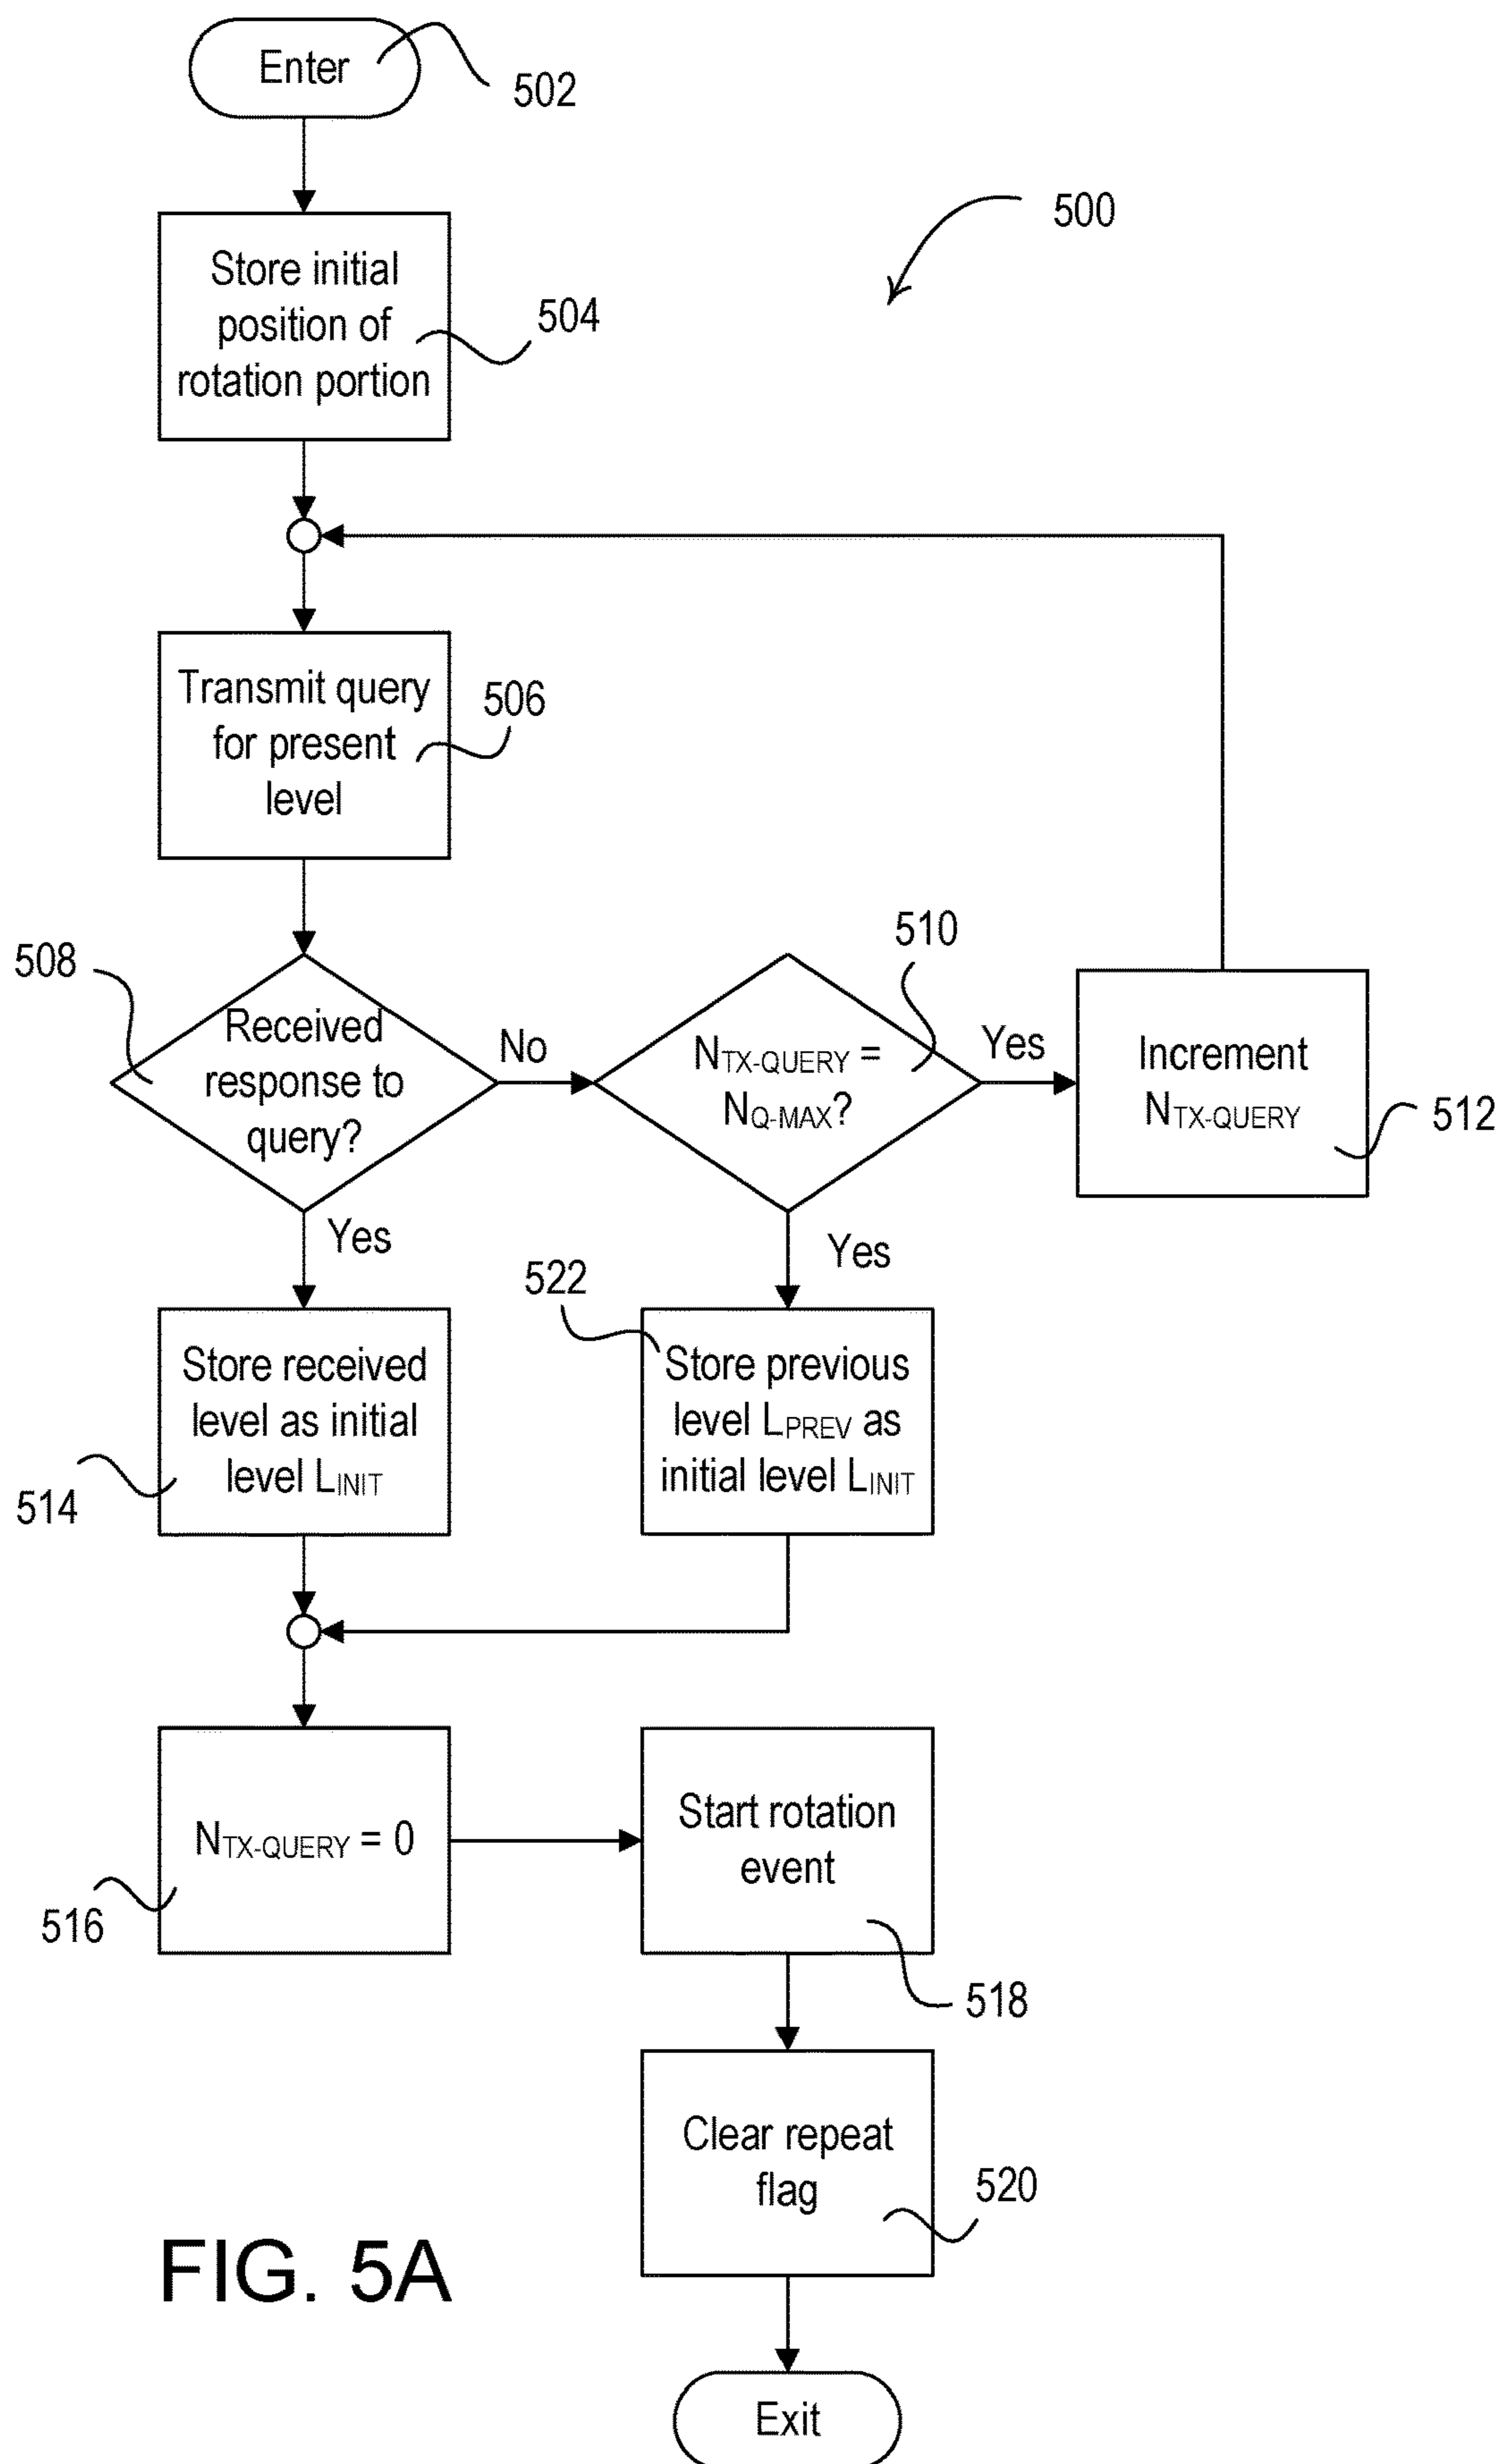 Enter
502
500
Store initial
position of
rotation portion
504
Transmit query
for present
level
506
508
Received
response to
query?
No
510
NTX-QUERY =
NQ-MAX?
Yes
Increment
NTX-QUERY
512
Yes
Yes
522
Store received
level as initial
level LINIT
514
Store previous
level LPREV as
initial level LINIT
NTX-QUERY = 0
516
Start rotation
event
518
Clear repeat
flag
520
FIG. 5A
Exit